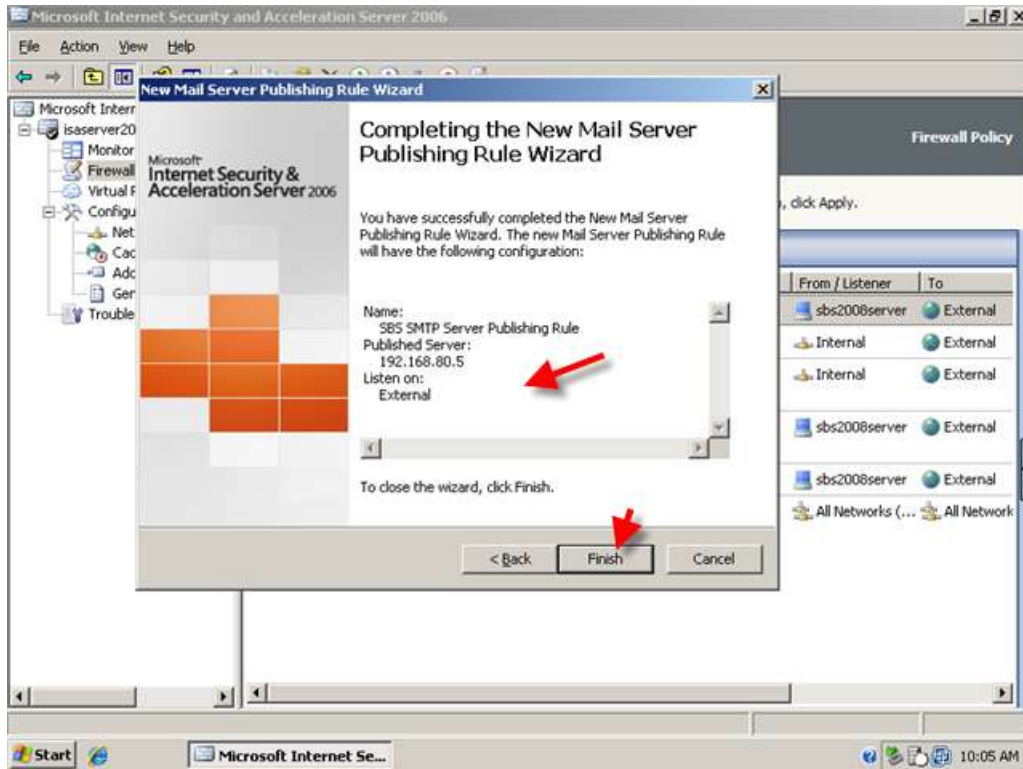 Microsoft Internet Security and Acceleration Server 2006
File Action View Help
New Mail Server Publishing Rule Wizard
Microsoft Interr
isaserver20
Monitor
Firewall
Virtual P
Configu
Net
Cac
Adc
Ger
Trouble
Microsoft
Internet Security &
Acceleration Server 2006
Completing the New Mail Server
Publishing Rule Wizard
You have successfully completed the New Mail Server
Publishing Rule Wizard. The new Mail Server Publishing Rule
will have the following configuration:
Name:
SBS SMTP Server Publishing Rule
Published Server:
192.168.80.5
Listen on:
External
To close the wizard, click Finish.
< Back Finish Cancel
Firewall Policy
, click Apply.
From / Listener To
sbs2008server External
Internal External
Internal External
sbs2008server External
sbs2008server External
All Networks (... All Network
Start Microsoft Internet Se... 10:05 AM